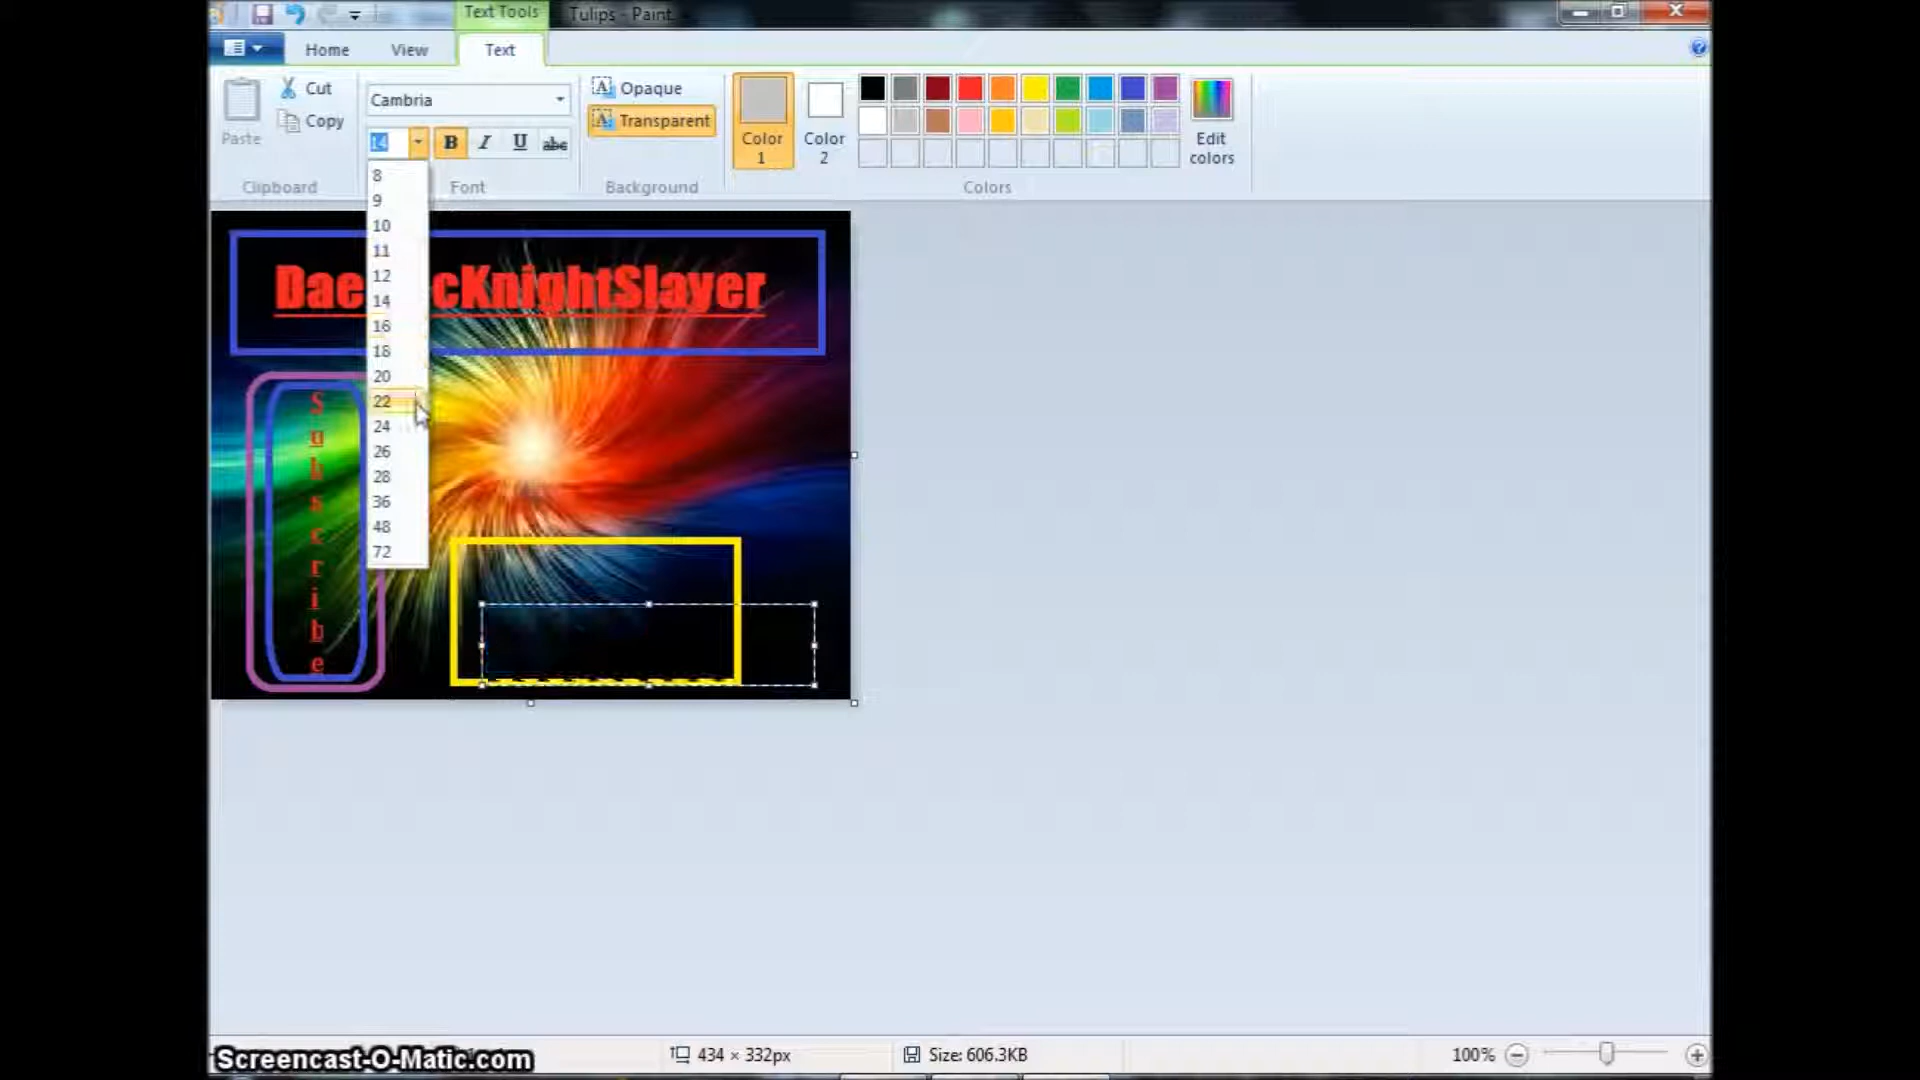 Text Tools
Tulips - Paint
Home
View
Text
Paste
Cut
Copy
Clipboard
Cambria
14
B
I
U
abc
Font
Opaque
Transparent
Background
Color
1
Color
2
Edit
colors
Colors
8
9
10
11
12
14
16
18
20
22
24
26
28
36
48
72
Dae
cKnightSlayer
S
u
b
s
c
r
i
b
e
Screencast-O-Matic.com
434 × 332px
Size: 606.3KB
100%